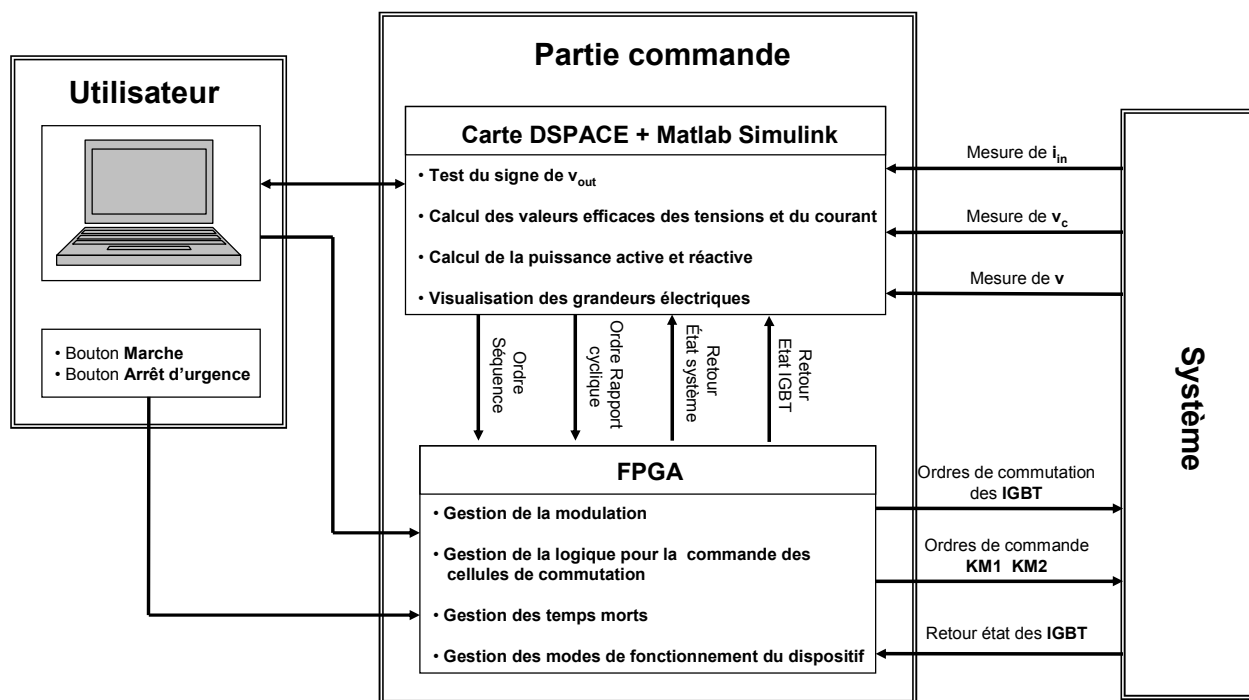 Utilisateur
• Bouton Marche
• Bouton Arrêt d'urgence
Partie commande
Carte DSPACE + Matlab Simulink
• Test du signe de vout
• Calcul des valeurs efficaces des tensions et du courant
• Calcul de la puissance active et réactive
• Visualisation des grandeurs électriques
Ordre
Séquence
Ordre Rapport
cyclique
Retour
État système
Retour
Etat IGBT
FPGA
• Gestion de la modulation
• Gestion de la logique pour la commande des
cellules de commutation
• Gestion des temps morts
• Gestion des modes de fonctionnement du dispositif
Mesure de iin
Mesure de vc
Mesure de v
Ordres de commutation
des IGBT
Ordres de commande
KM1 KM2
Retour état des IGBT
Système